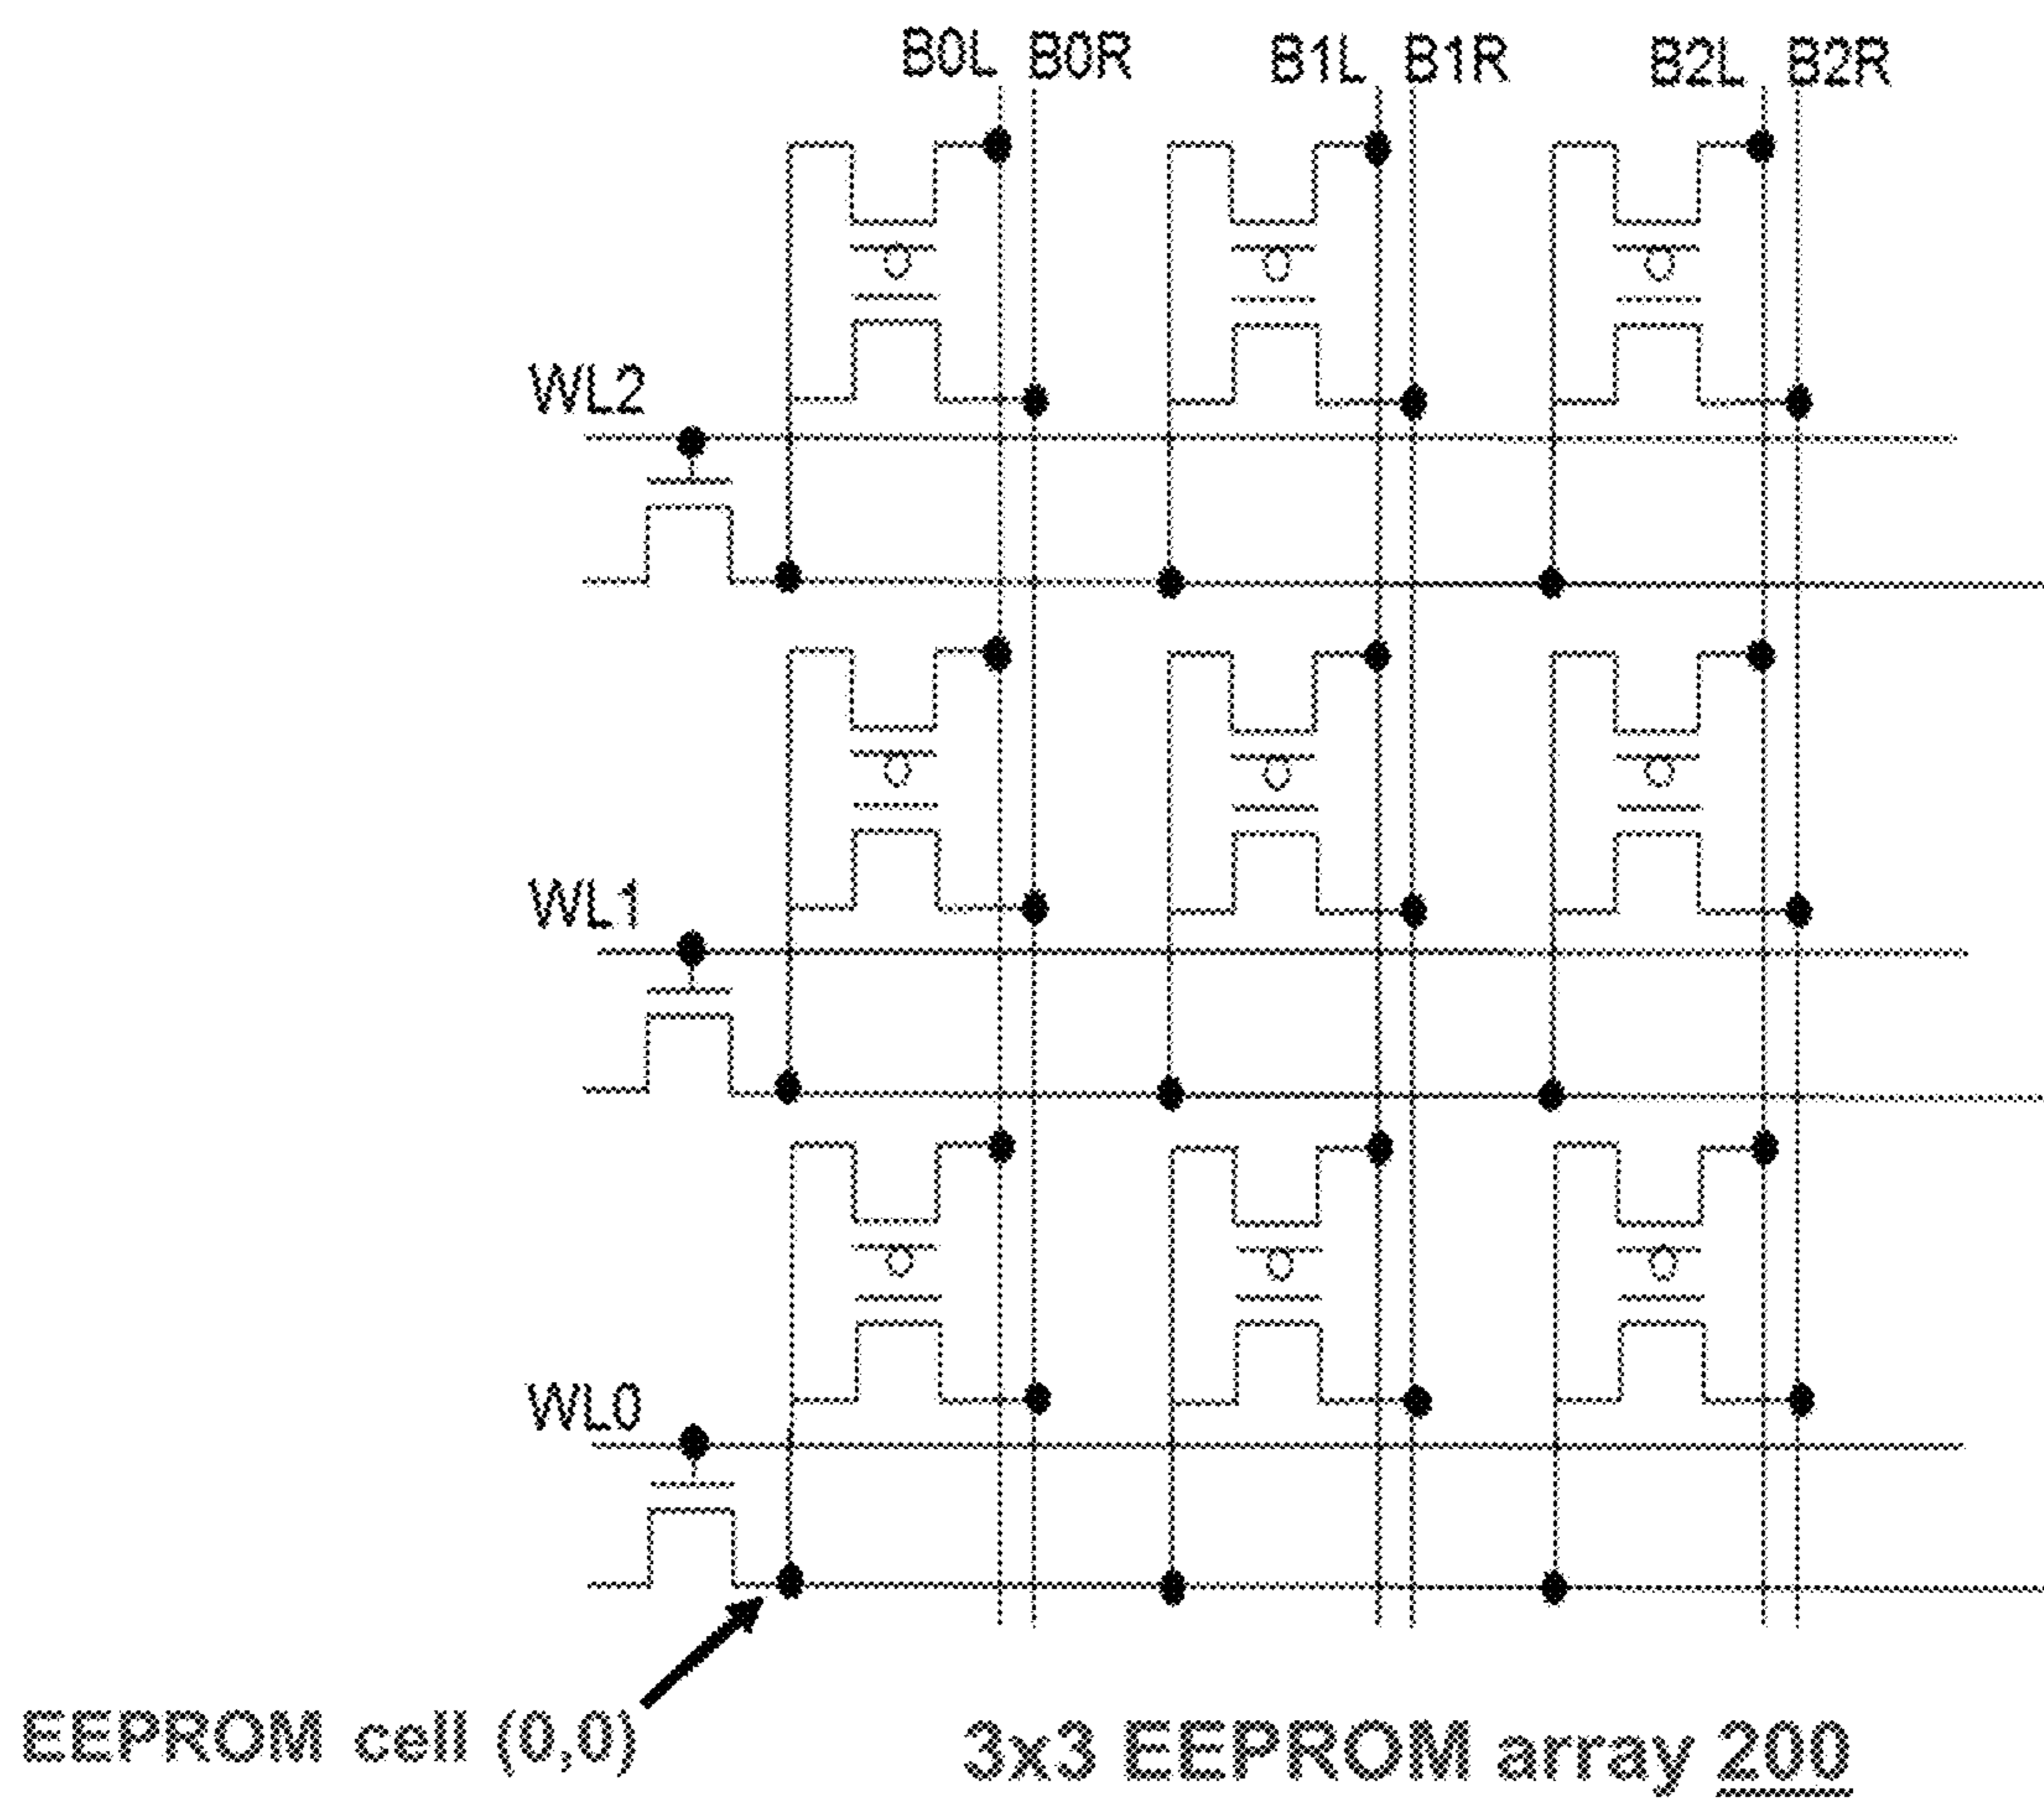 B0L B0R B1L B1R B2L B2R
WL2
WL1
WL0
EEPROM cell (0,0)
3x3 EEPROM array 200